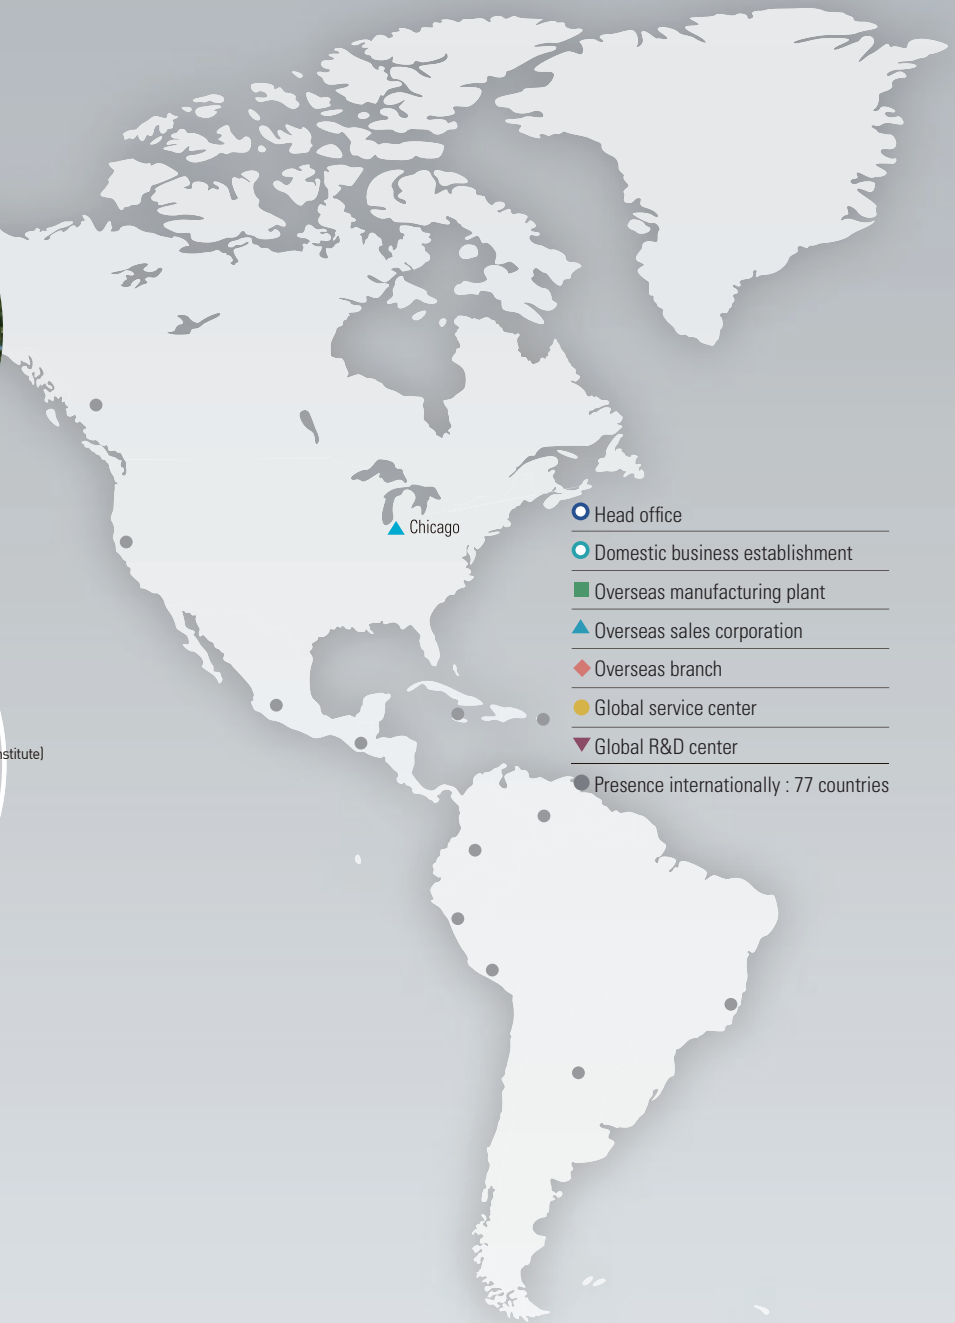 Chicago
Head office
Domestic business establishment
Overseas manufacturing plant
Overseas sales corporation
Overseas branch
Global service center
Global R&D center
Presence internationally : 77 countries
nstitute)